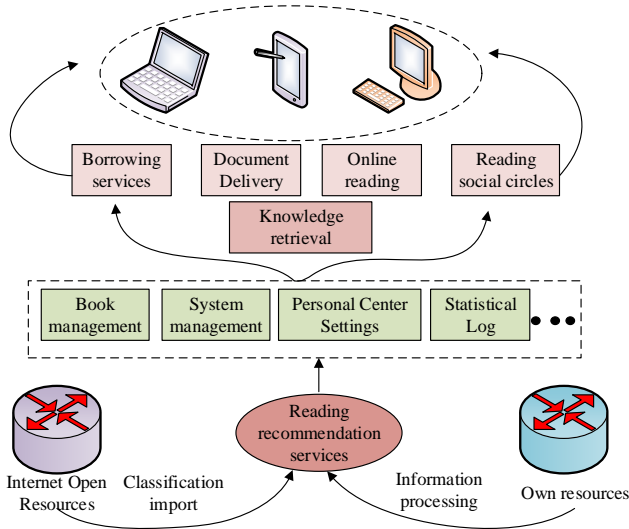 Borrowing
services
Document
Delivery
Online
reading
Reading
social circles
Knowledge
retrieval
Book
management
System
management
Personal Center
Settings
Statistical
Log
Reading
recommendation
services
Internet Open
Resources
Classification
import
Information
processing
Own resources